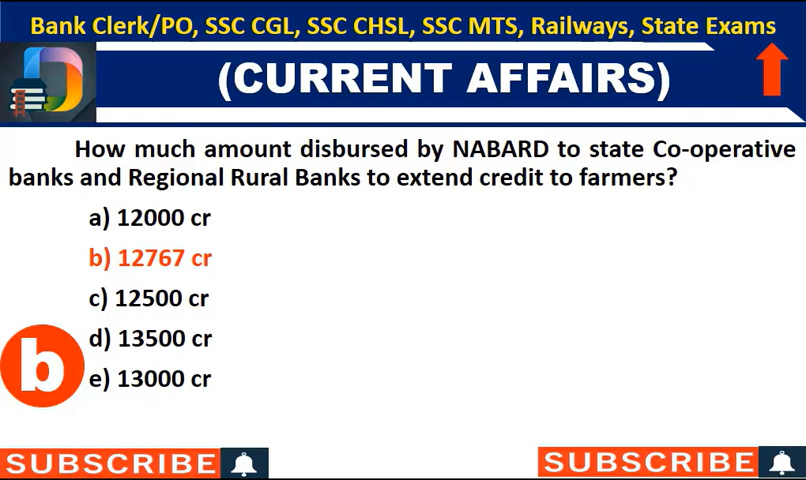 Bank Clerk/PO, SSC CGL, SSC CHSL, SSC MTS, Railways, State Exams
(CURRENT AFFAIRS)
How much amount disbursed by NABARD to state Co-operative
banks and Regional Rural Banks to extend credit to farmers?
a) 12000 cr
b) 12767 cr
c) 12500 cr
d) 13500 cr
e) 13000 cr
b
SUBSCRIBE
SUBSCRIBE